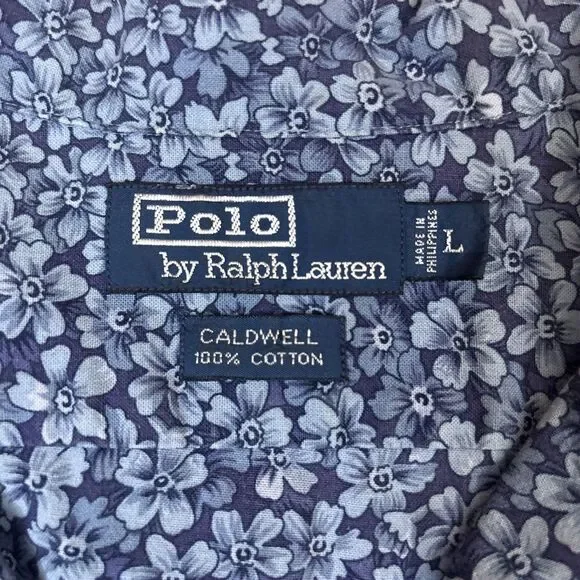 Polo
by Ralph Lauren
MADE IN
PHILIPPINES
L
CALDWELL
100% COTTON